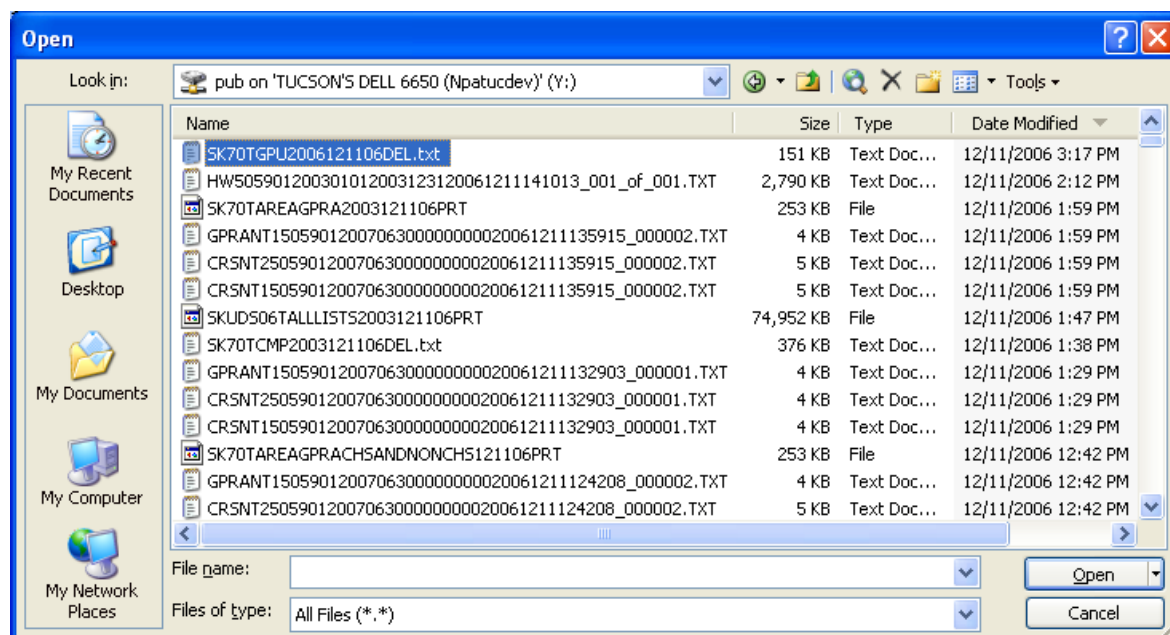 Open
Look in: pub on 'TUCSON'S DELL 6650 (Npatucdev)' (Y:) Tools
My Recent Documents
Desktop
My Documents
My Computer
My Network Places
Name Size Type Date Modified
SK70TGPU2006121106DEL.txt 151 KB Text Doc... 12/11/2006 3:17 PM
HW505901200301012003123120061211141013_001_of_001.TXT 2,790 KB Text Doc... 12/11/2006 2:12 PM
SK70TAREAGPRA2003121106PRT 253 KB File 12/11/2006 1:59 PM
GPRANT15059012007063000000000020061211135915_000002.TXT 4 KB Text Doc... 12/11/2006 1:59 PM
CRSNT25059012007063000000000020061211135915_000002.TXT 5 KB Text Doc... 12/11/2006 1:59 PM
CRSNT15059012007063000000000020061211135915_000002.TXT 5 KB Text Doc... 12/11/2006 1:59 PM
SKUDS06TALLLISTS2003121106PRT 74,952 KB File 12/11/2006 1:47 PM
SK70TCMP2003121106DEL.txt 376 KB Text Doc... 12/11/2006 1:38 PM
GPRANT15059012007063000000000020061211132903_000001.TXT 4 KB Text Doc... 12/11/2006 1:29 PM
CRSNT25059012007063000000000020061211132903_000001.TXT 4 KB Text Doc... 12/11/2006 1:29 PM
CRSNT15059012007063000000000020061211132903_000001.TXT 4 KB Text Doc... 12/11/2006 1:29 PM
SK70TAREAGPRACHSANDNONCHS121106PRT 253 KB File 12/11/2006 12:42 PM
GPRANT15059012007063000000000020061211124208_000002.TXT 4 KB Text Doc... 12/11/2006 12:42 PM
CRSNT25059012007063000000000020061211124208_000002.TXT 5 KB Text Doc... 12/11/2006 12:42 PM
File name: Open
Files of type: All Files (*.*) Cancel